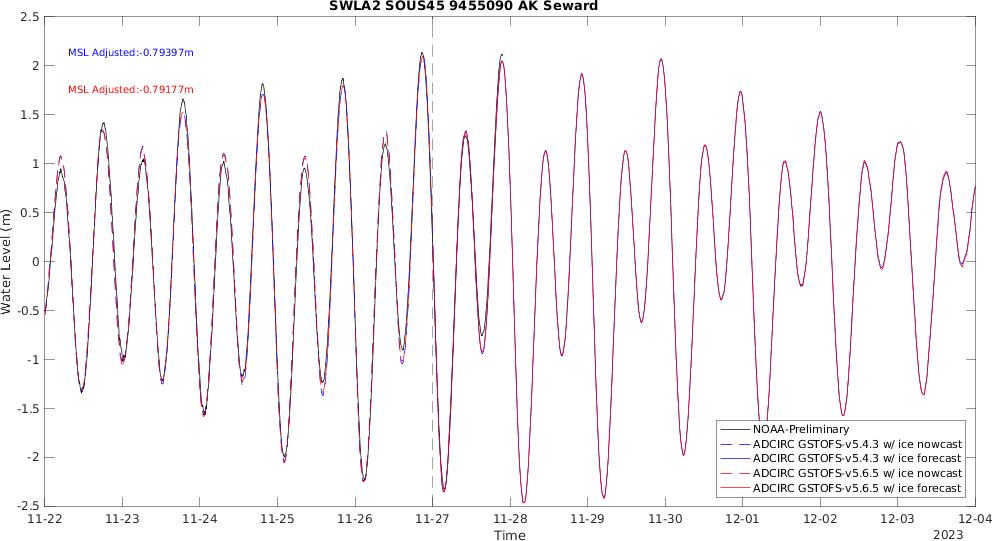 SWLA2 SOUS45 9455090 AK Seward
MSL Adjusted:-0.79397m
MSL Adjusted:-0.79177m
Water Level (m)
2.5
2
1.5
1
0.5
0
-0.5
-1
-1.5
-2
-2.5
NOAA-Preliminary
ADCIRC GSTOFS-v5.4.3 w/ ice nowcast
ADCIRC GSTOFS-v5.4.3 w/ ice forecast
ADCIRC GSTOFS-v5.6.5 w/ ice nowcast
ADCIRC GSTOFS-v5.6.5 w/ ice forecast
11-22 11-23 11-24 11-25 11-26 11-27 11-28 11-29 11-30 12-01 12-02 12-03 12-04
Time
2023